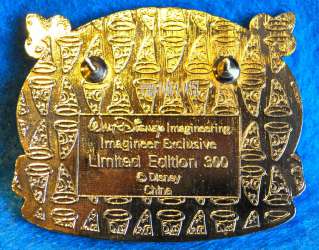 Walt Disney Imagineering
Imagineer Exclusive
Limited Edition 300
© Disney
China